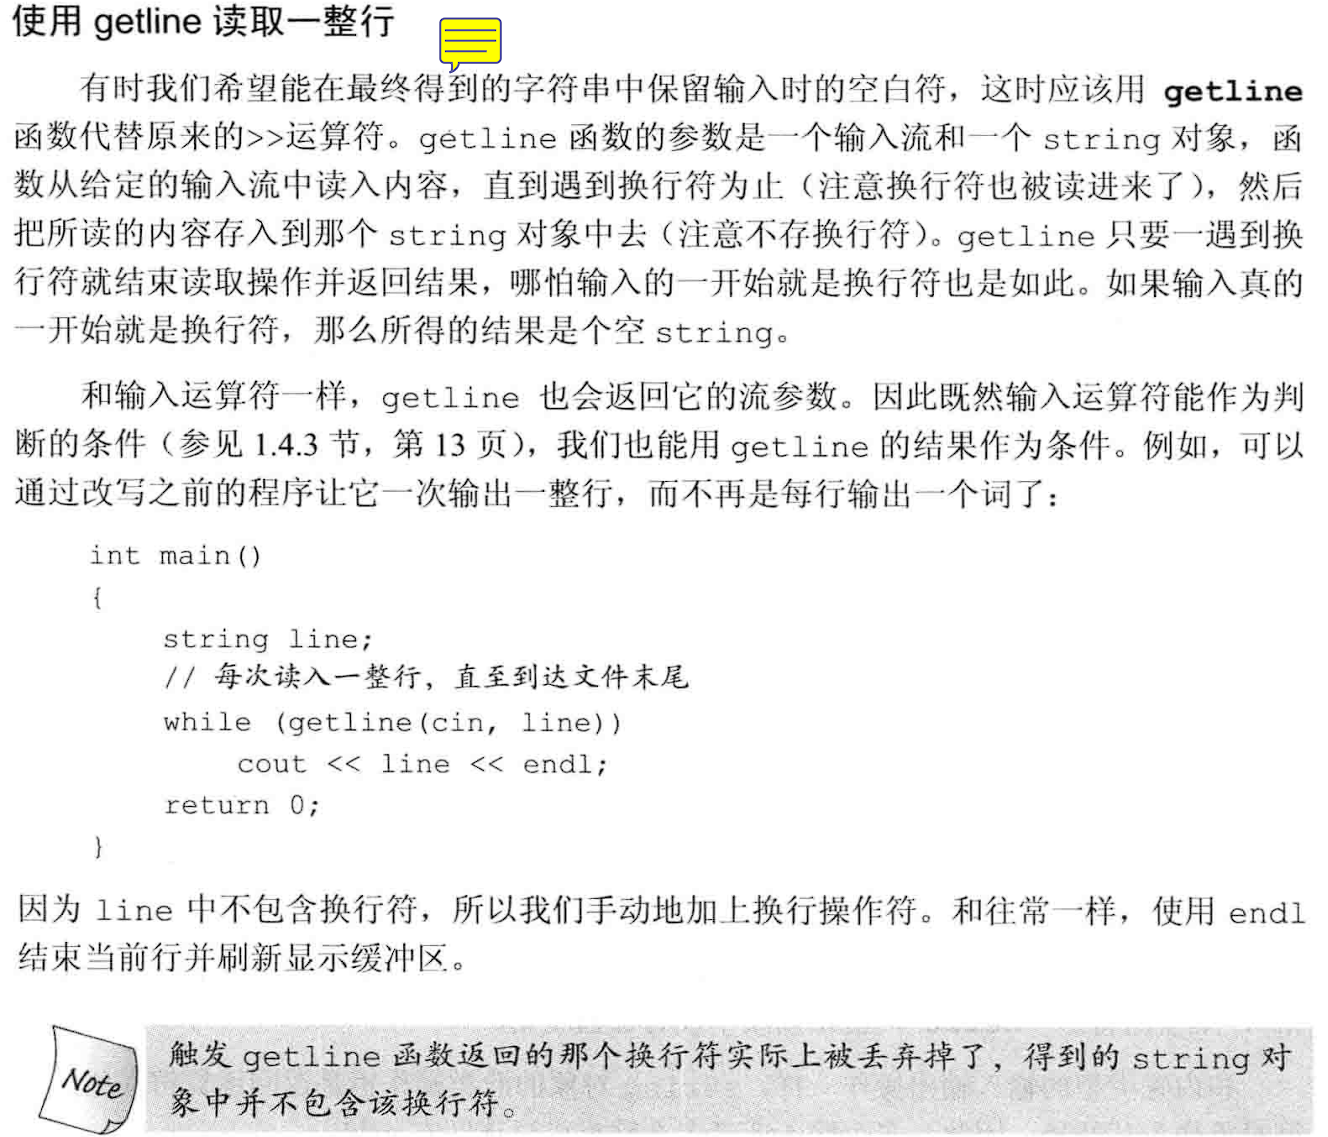 使用 getline 读取一整行
有时我们希望能在最终得到的字符串中保留输入时的空白符，这时应该用 getline
函数代替原来的>>运算符。getline 函数的参数是一个输入流和一个 string 对象，函
数从给定的输入流中读入内容，直到遇到换行符为止（注意换行符也被读进来了），然后
把所读的内容存入到那个 string 对象中去（注意不存换行符）。getline 只要一遇到换
行符就结束读取操作并返回结果，哪怕输入的一开始就是换行符也是如此。如果输入真的
一开始就是换行符，那么所得的结果是个空 string。
和输入运算符一样，getline 也会返回它的流参数。因此既然输入运算符能作为判
断的条件（参见 1.4.3 节，第 13 页），我们也能用 getline 的结果作为条件。例如，可以
通过改写之前的程序让它一次输出一整行，而不再是每行输出一个词了：
int main()
{
string line;
// 每次读入一整行，直至到达文件末尾
while (getline(cin, line))
cout << line << endl;
return 0;
}
因为 line 中不包含换行符，所以我们手动地加上换行操作符。和往常一样，使用 endl
结束当前行并刷新显示缓冲区。
Note
触发 getline 函数返回的那个换行符实际上被丢弃掉了，得到的 string 对
象中并不包含该换行符。